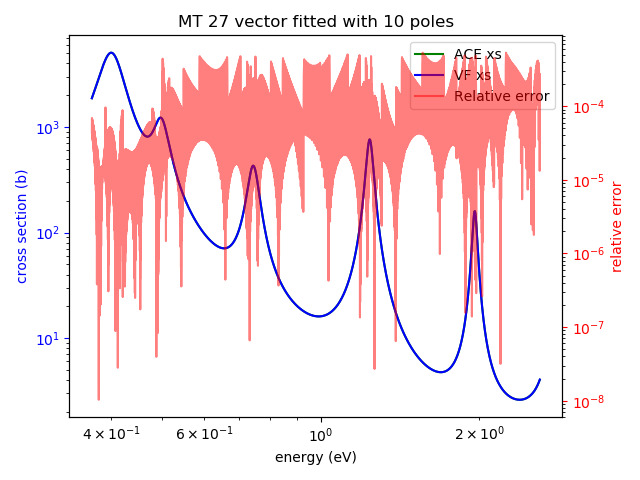 MT 27 vector fitted with 10 poles
ACE xs
VF xs
Relative error
cross section (b)
10³
10²
10¹
relative error
10⁻⁴
10⁻⁵
10⁻⁶
10⁻⁷
10⁻⁸
4 × 10⁻¹ 6 × 10⁻¹ 10⁰ 2 × 10⁰
energy (eV)